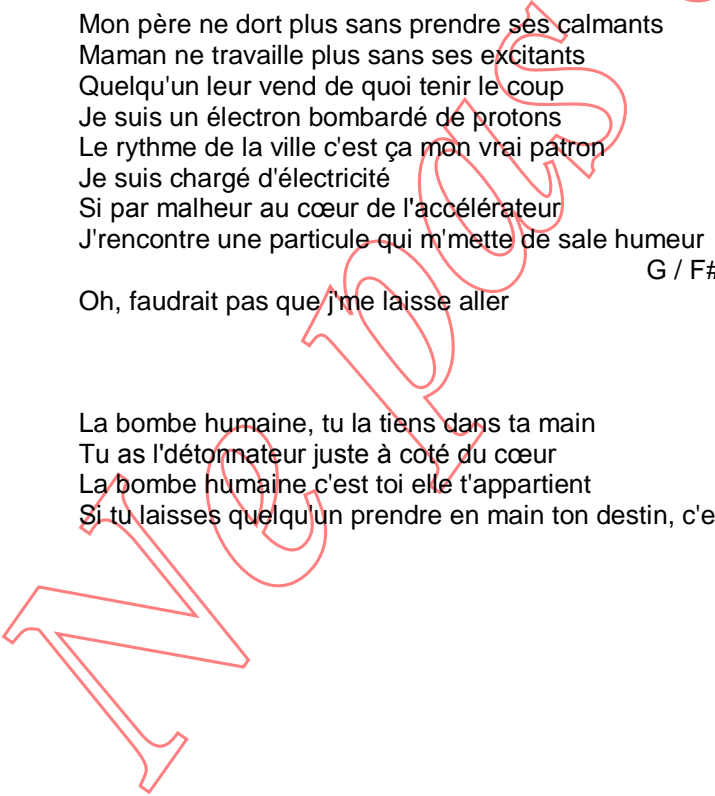 Mon père ne dort plus sans prendre ses calmants
Maman ne travaille plus sans ses excitants
Quelqu'un leur vend de quoi tenir le coup
Je suis un électron bombardé de protons
Le rythme de la ville c'est ça mon vrai patron
Je suis chargé d'électricité
Si par malheur au cœur de l'accélérateur
J'rencontre une particule qui m'mette de sale humeur
G / F#
Oh, faudrait pas que j'me laisse aller
La bombe humaine, tu la tiens dans ta main
Tu as l'détonnateur juste à coté du cœur
La bombe humaine c'est toi elle t'appartient
Si tu laisses quelqu'un prendre en main ton destin, c'e
Ne pas